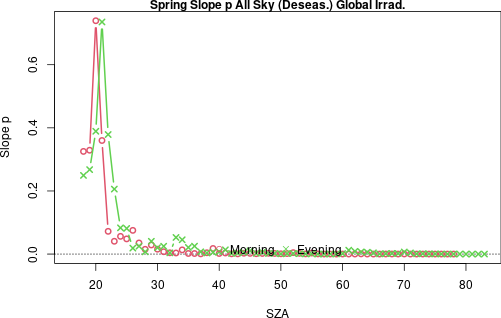 Spring Slope p All Sky (Deseas.) Global Irrad.
Slope p
0.0 0.2 0.4 0.6
Morning Evening
20 30 40 50 60 70 80
SZA